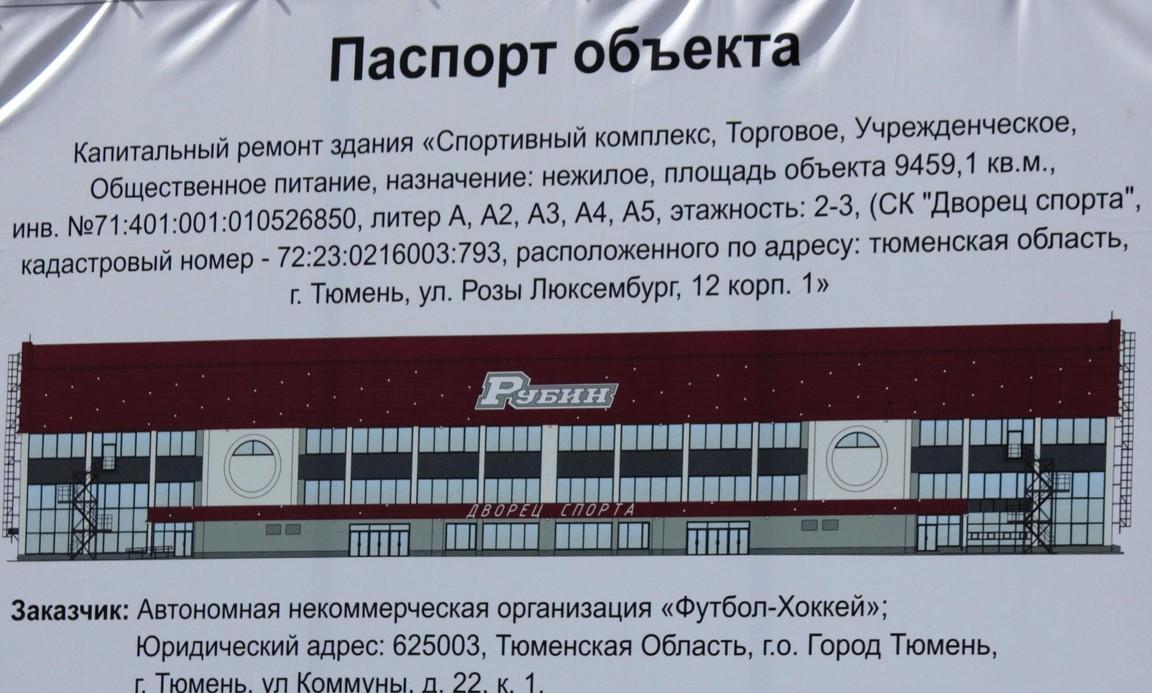 Паспорт объекта
Капитальный ремонт здания «Спортивный комплекс, Торговое, Учрежденческое,
Общественное питание, назначение: нежилое, площадь объекта 9459,1 кв.м.,
инв. №71:401:001:010526850, литер А, А2, А3, А4, А5, этажность: 2-3, (СК "Дворец спорта",
кадастровый номер - 72:23:0216003:793, расположенного по адресу: тюменская область,
г. Тюмень, ул. Розы Люксембург, 12 корп. 1»
Рубин
ДВОРЕЦ СПОРТА
Заказчик: Автономная некоммерческая организация «Футбол-Хоккей»;
Юридический адрес: 625003, Тюменская Область, г.о. Город Тюмень,
г. Тюмень, ул Коммуны, д. 22, к. 1.